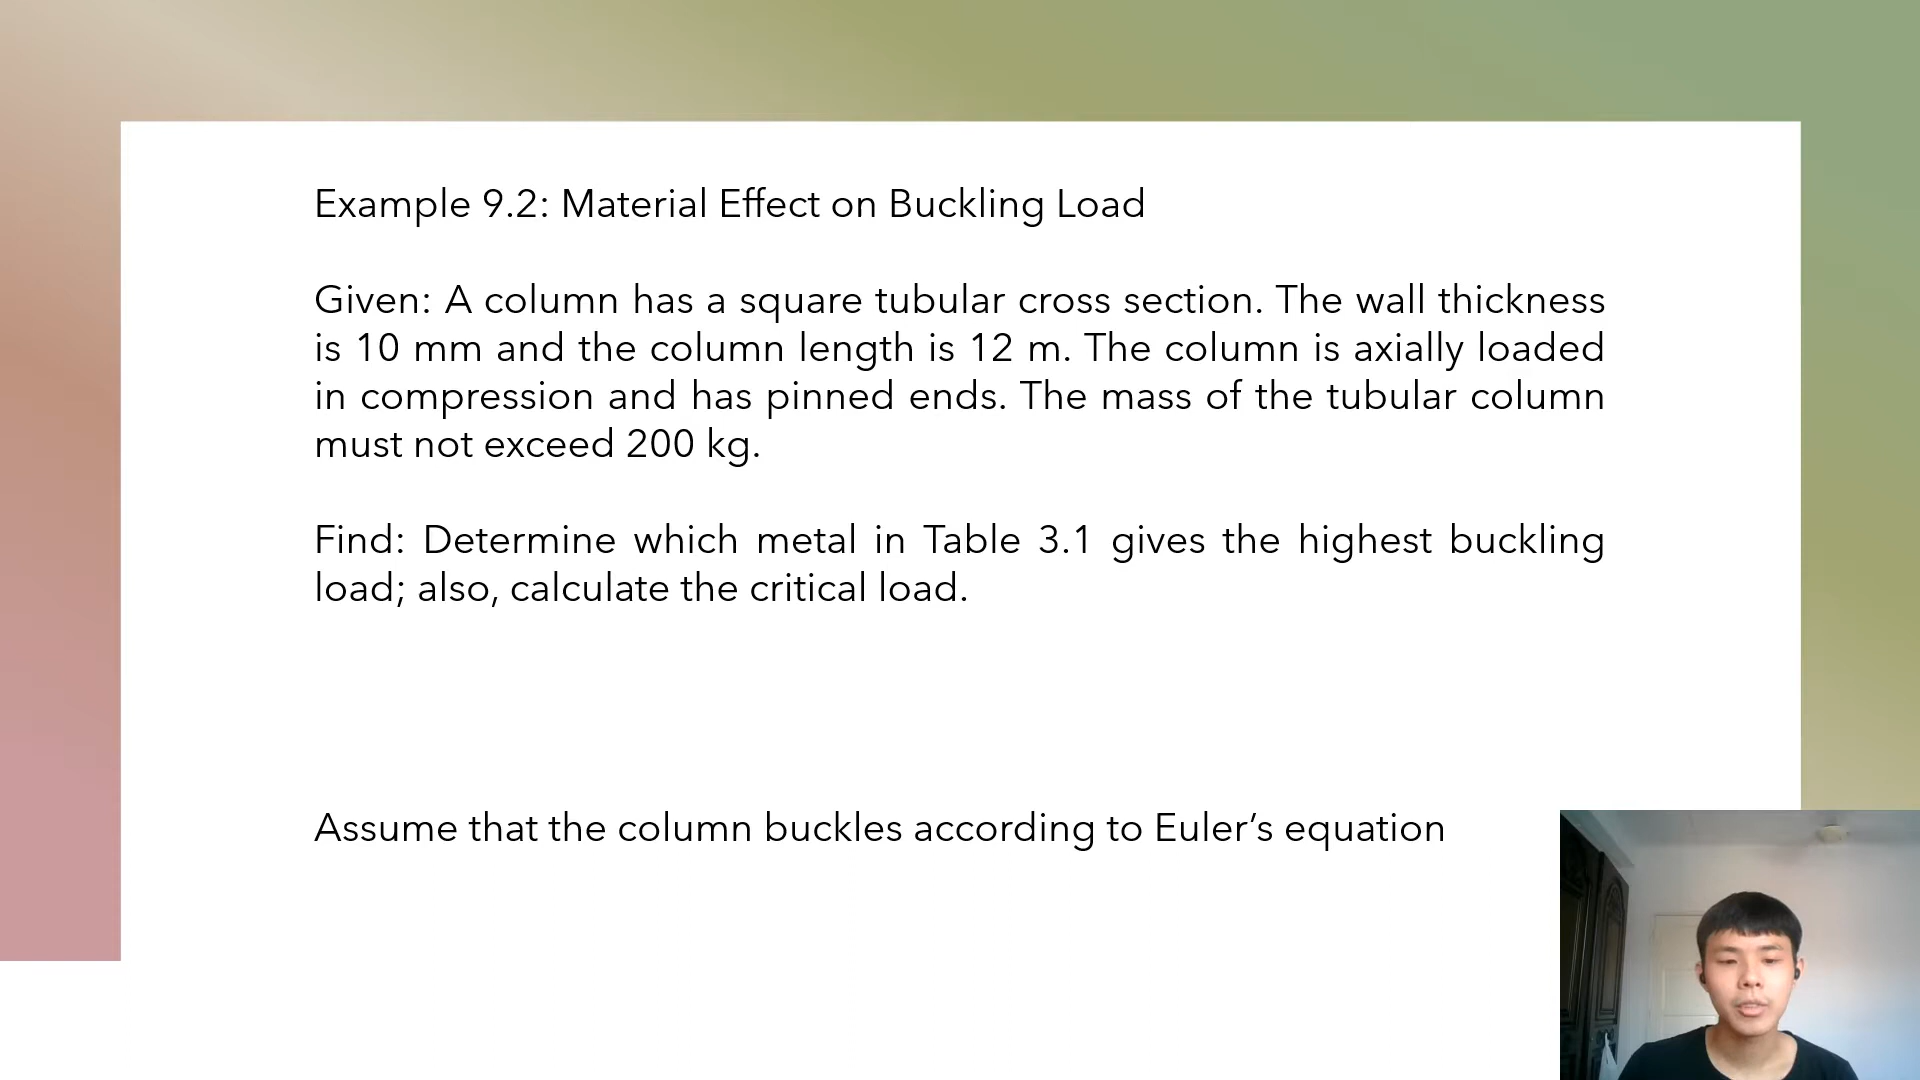 Example 9.2: Material Effect on Buckling Load
Given: A column has a square tubular cross section. The wall thickness
is 10 mm and the column length is 12 m. The column is axially loaded
in compression and has pinned ends. The mass of the tubular column
must not exceed 200 kg.
Find: Determine which metal in Table 3.1 gives the highest buckling
load; also, calculate the critical load.
Assume that the column buckles according to Euler’s equation